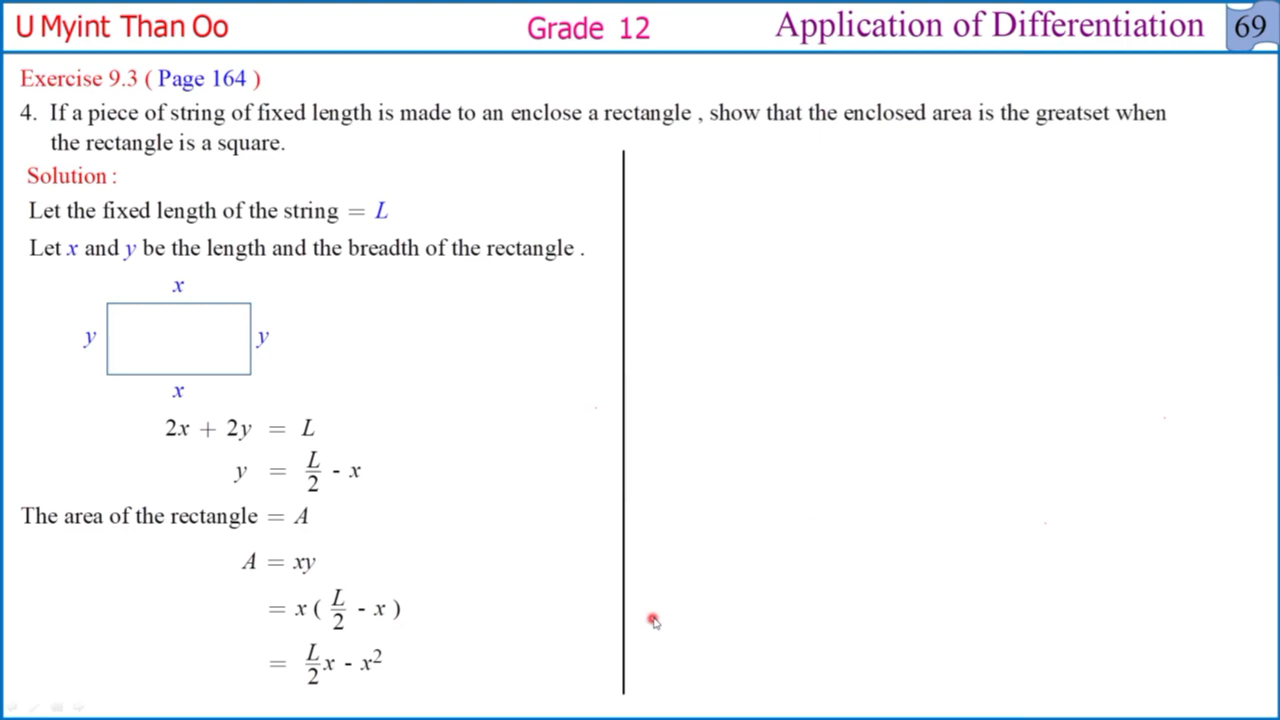 U Myint Than Oo
Grade 12
Application of Differentiation
69
Exercise 9.3 ( Page 164 )
4. If a piece of string of fixed length is made to an enclose a rectangle , show that the enclosed area is the greatset when
the rectangle is a square.
Solution :
Let the fixed length of the string = L
Let x and y be the length and the breadth of the rectangle .
x
y
y
x
2x + 2y = L
y = L/2 - x
The area of the rectangle = A
A = xy
= x ( L/2 - x )
= L/2 x - x²